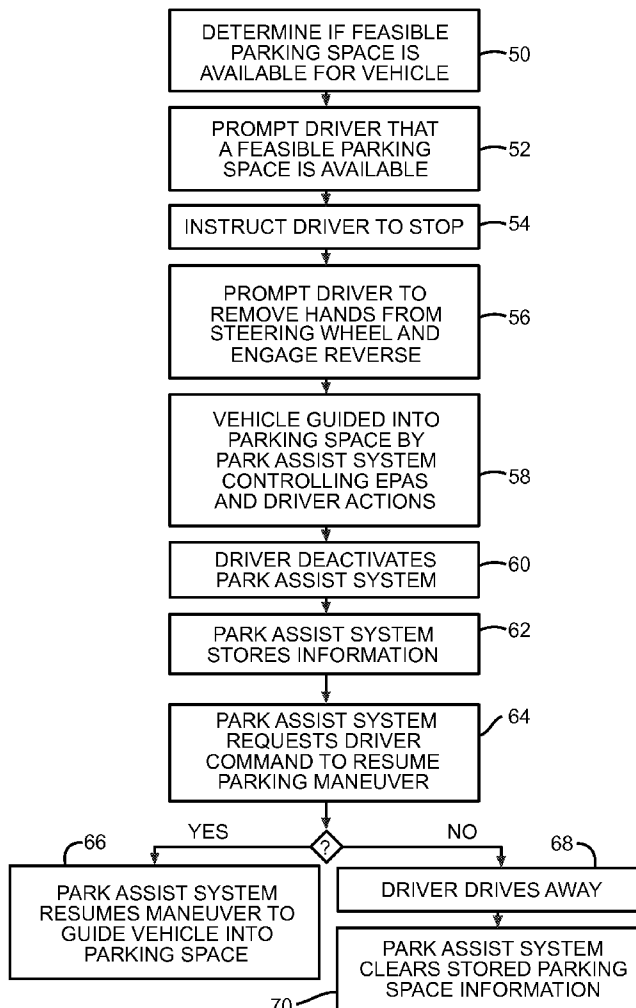 DETERMINE IF FEASIBLE
PARKING SPACE IS
AVAILABLE FOR VEHICLE
50
PROMPT DRIVER THAT
A FEASIBLE PARKING
SPACE IS AVAILABLE
52
INSTRUCT DRIVER TO STOP
54
PROMPT DRIVER TO
REMOVE HANDS FROM
STEERING WHEEL AND
ENGAGE REVERSE
56
VEHICLE GUIDED INTO
PARKING SPACE BY
PARK ASSIST SYSTEM
CONTROLLING EPAS
AND DRIVER ACTIONS
58
DRIVER DEACTIVATES
PARK ASSIST SYSTEM
60
PARK ASSIST SYSTEM
STORES INFORMATION
62
PARK ASSIST SYSTEM
REQUESTS DRIVER
COMMAND TO RESUME
PARKING MANEUVER
64
YES
?
NO
66
PARK ASSIST SYSTEM
RESUMES MANEUVER TO
GUIDE VEHICLE INTO
PARKING SPACE
68
DRIVER DRIVES AWAY
PARK ASSIST SYSTEM
CLEARS STORED PARKING
SPACE INFORMATION
70